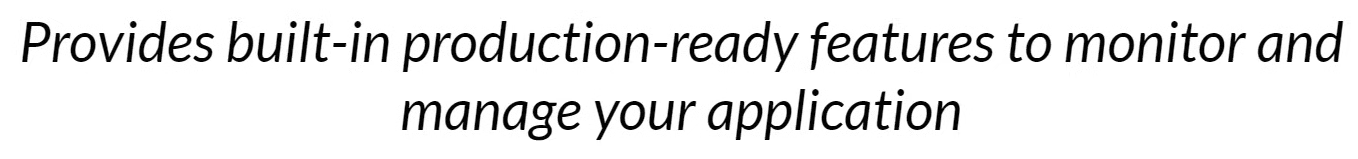 Provides built-in production-ready features to monitor and
manage your application